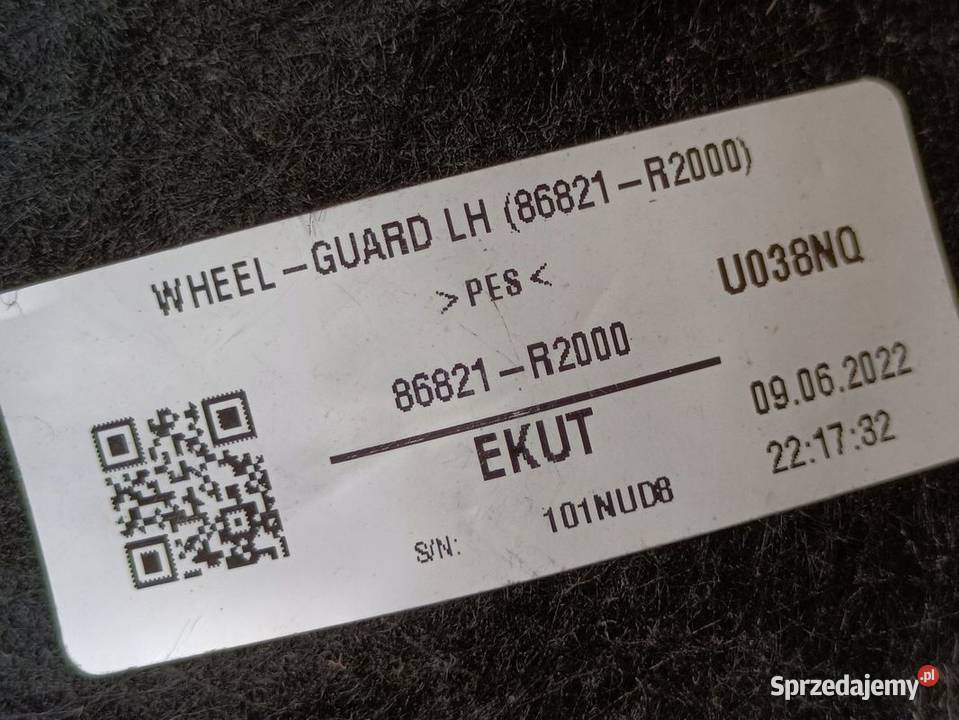 WHEEL-GUARD LH (86821-R2000)
>PES<
U038NQ
86821-R2000
09.06.2022
EKUT
22:17:32
S/N: 101NUD8
Sprzedajemy.pl